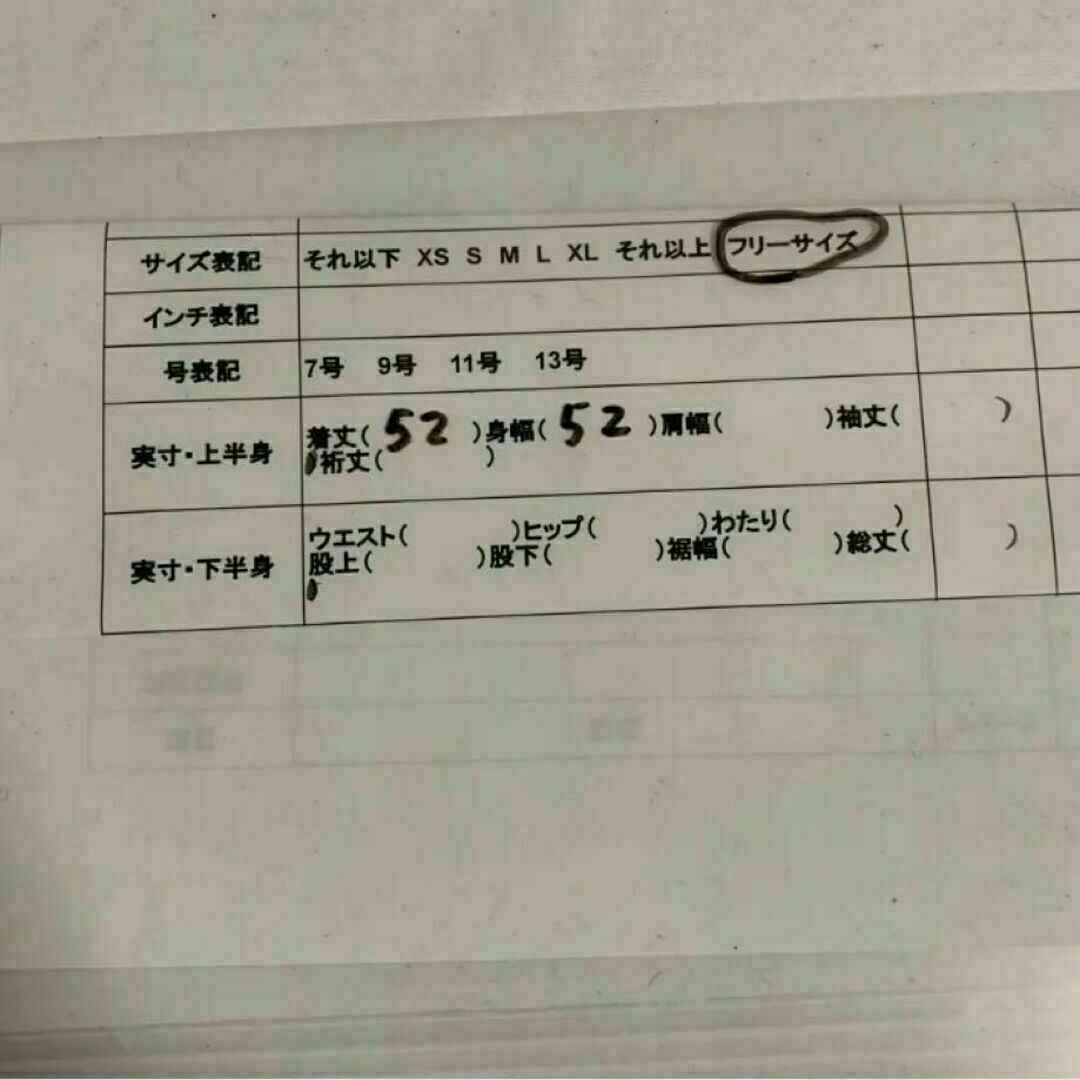 サイズ表記 それ以下 XS S M L XL それ以上 フリーサイズ
インチ表記
号表記 7号 9号 11号 13号
実寸・上半身 着丈( 52 )身幅( 52 )肩幅( )袖丈( )
裄丈( )
実寸・下半身 ウエスト( )ヒップ( )わたり( )
股上( )股下( )裾幅( )総丈( )